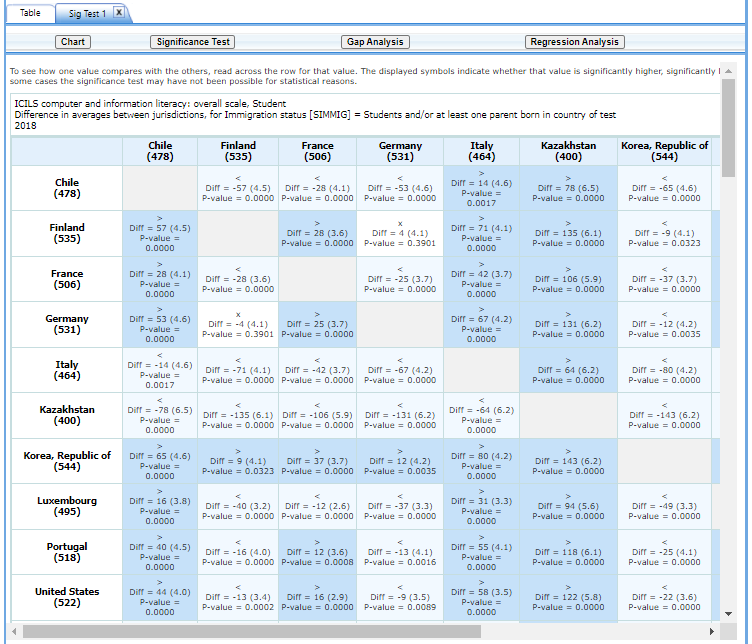 Table
Sig Test 1 X
Chart
Significance Test
Gap Analysis
Regression Analysis
To see how one value compares with the others, read across the row for that value. The displayed symbols indicate whether that value is significantly higher, significantly
some cases the significance test may have not been possible for statistical reasons.
ICILS computer and information literacy: overall scale, Student
Difference in averages between jurisdictions, for Immigration status [SIMMIG] = Students and/or at least one parent born in country of test
2018
Chile Finland France Germany Italy Kazakhstan Korea, Republic of
(478) (535) (506) (531) (464) (400) (544)
Chile
(478)
< Diff = -57 (4.5) P-value = 0.0000
< Diff = -28 (4.1) P-value = 0.0000
< Diff = -53 (4.6) P-value = 0.0000
> Diff = 14 (4.6) P-value = 0.0017
> Diff = 78 (6.5) P-value = 0.0000
< Diff = -65 (4.6) P-value = 0.0000
Finland
(535)
> Diff = 57 (4.5) P-value = 0.0000
> Diff = 28 (3.6) P-value = 0.0000
x Diff = 4 (4.1) P-value = 0.3901
> Diff = 71 (4.1) P-value = 0.0000
> Diff = 135 (6.1) P-value = 0.0000
< Diff = -9 (4.1) P-value = 0.0323
France
(506)
> Diff = 28 (4.1) P-value = 0.0000
< Diff = -28 (3.6) P-value = 0.0000
< Diff = -25 (3.7) P-value = 0.0000
> Diff = 42 (3.7) P-value = 0.0000
> Diff = 106 (5.9) P-value = 0.0000
< Diff = -37 (3.7) P-value = 0.0000
Germany
(531)
> Diff = 53 (4.6) P-value = 0.0000
x Diff = -4 (4.1) P-value = 0.3901
> Diff = 25 (3.7) P-value = 0.0000
> Diff = 67 (4.2) P-value = 0.0000
> Diff = 131 (6.2) P-value = 0.0000
< Diff = -12 (4.2) P-value = 0.0035
Italy
(464)
< Diff = -14 (4.6) P-value = 0.0017
< Diff = -71 (4.1) P-value = 0.0000
< Diff = -42 (3.7) P-value = 0.0000
< Diff = -67 (4.2) P-value = 0.0000
> Diff = 64 (6.2) P-value = 0.0000
< Diff = -80 (4.2) P-value = 0.0000
Kazakhstan
(400)
< Diff = -78 (6.5) P-value = 0.0000
< Diff = -135 (6.1) P-value = 0.0000
< Diff = -106 (5.9) P-value = 0.0000
< Diff = -131 (6.2) P-value = 0.0000
< Diff = -64 (6.2) P-value = 0.0000
< Diff = -143 (6.2) P-value = 0.0000
Korea, Republic of
(544)
> Diff = 65 (4.6) P-value = 0.0000
> Diff = 9 (4.1) P-value = 0.0323
> Diff = 37 (3.7) P-value = 0.0000
> Diff = 12 (4.2) P-value = 0.0035
> Diff = 80 (4.2) P-value = 0.0000
> Diff = 143 (6.2) P-value = 0.0000
Luxembourg
(495)
> Diff = 16 (3.8) P-value = 0.0000
< Diff = -40 (3.2) P-value = 0.0000
< Diff = -12 (2.6) P-value = 0.0000
< Diff = -37 (3.3) P-value = 0.0000
> Diff = 31 (3.3) P-value = 0.0000
> Diff = 94 (5.6) P-value = 0.0000
< Diff = -49 (3.3) P-value = 0.0000
Portugal
(518)
> Diff = 40 (4.5) P-value = 0.0000
< Diff = -16 (4.0) P-value = 0.0000
> Diff = 12 (3.6) P-value = 0.0008
< Diff = -13 (4.1) P-value = 0.0016
> Diff = 55 (4.1) P-value = 0.0000
> Diff = 118 (6.1) P-value = 0.0000
< Diff = -25 (4.1) P-value = 0.0000
United States
(522)
> Diff = 44 (4.0) P-value = 0.0000
< Diff = -13 (3.4) P-value = 0.0002
> Diff = 16 (2.9) P-value = 0.0000
< Diff = -9 (3.5) P-value = 0.0089
> Diff = 58 (3.5) P-value = 0.0000
> Diff = 122 (5.8) P-value = 0.0000
< Diff = -22 (3.6) P-value = 0.0000